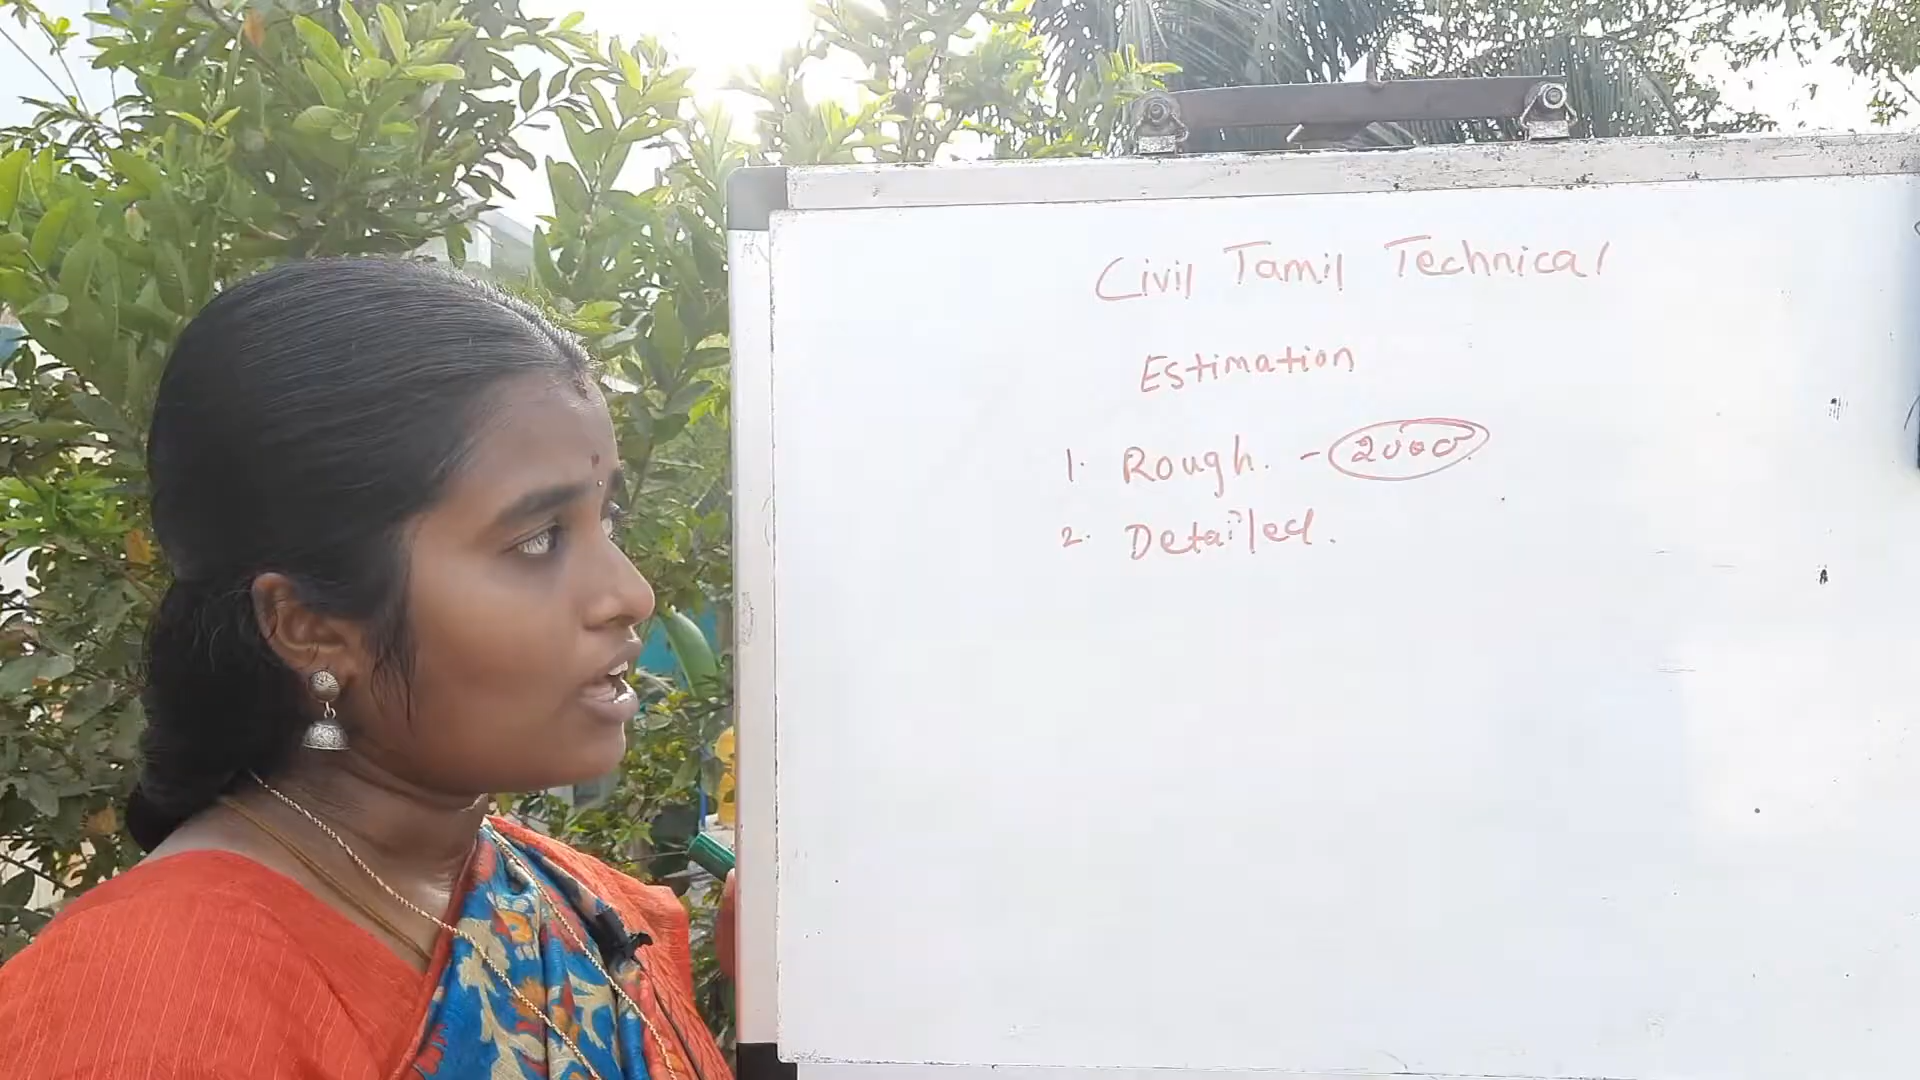 Civil Tamil Technical
Estimation
1. Rough. - 2000
2. Detailed.